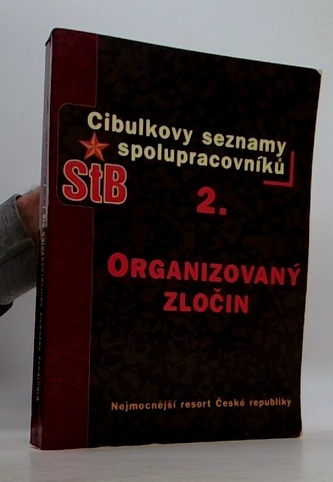 Cibulkovy seznamy
spolupracovníků
StB
2.
ORGANIZOVANÝ
ZLOČIN
Nejmocnější resort České republiky